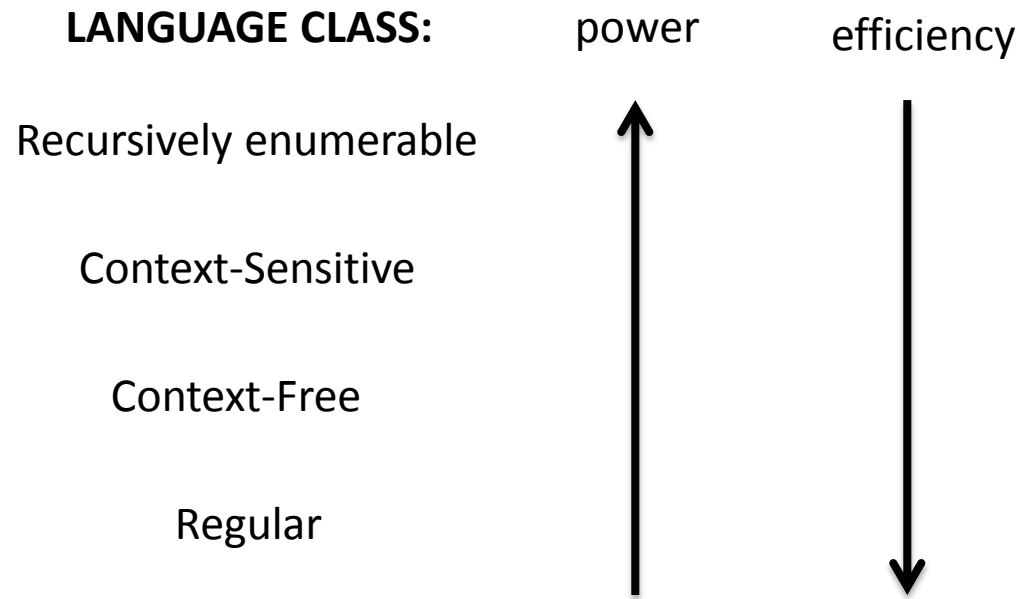 LANGUAGE CLASS: power efficiency
Recursively enumerable
Context-Sensitive
Context-Free
Regular